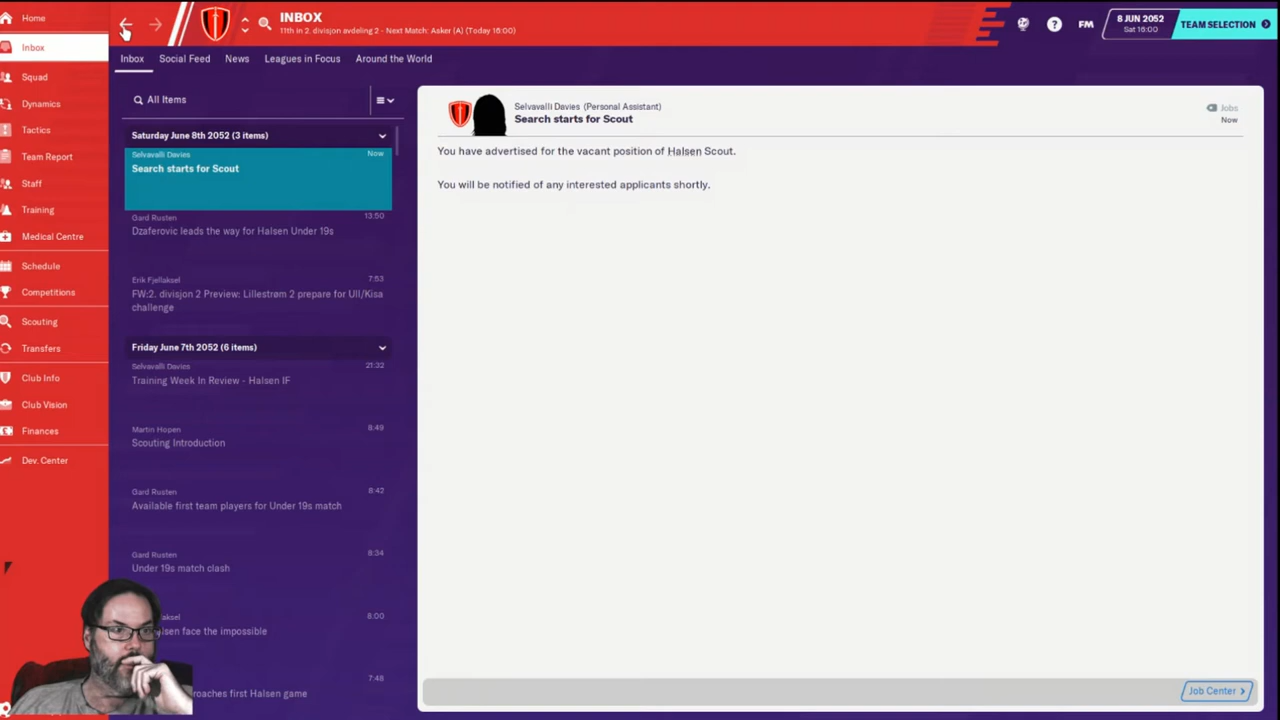 Home
Inbox
Squad
Dynamics
Tactics
Team Report
Staff
Training
Medical Centre
Schedule
Competitions
Scouting
Transfers
Club Info
Club Vision
Finances
Dev. Center
INBOX
11th in 2. divisjon avdeling 2 - Next Match: Asker (A) (Today 16:00)
FM
8 JUN 2052
Sat 16:00
TEAM SELECTION
Inbox Social Feed News Leagues in Focus Around the World
All Items
Saturday June 8th 2052 (3 items)
Selvavalli Davies Now
Search starts for Scout
Gard Rusten 13:50
Dzaferovic leads the way for Halsen Under 19s
Erik Fjellaksel 7:53
FW:2. divisjon 2 Preview: Lillestrøm 2 prepare for Ull/Kisa
challenge
Friday June 7th 2052 (6 items)
Selvavalli Davies 21:32
Training Week In Review - Halsen IF
Martin Hopen 8:49
Scouting Introduction
Gard Rusten 8:42
Available first team players for Under 19s match
Gard Rusten 8:34
Under 19s match clash
8:00
face the impossible
7:48
first Halsen game
Selvavalli Davies (Personal Assistant)
Search starts for Scout
Jobs
Now
You have advertised for the vacant position of Halsen Scout.
You will be notified of any interested applicants shortly.
Job Center >